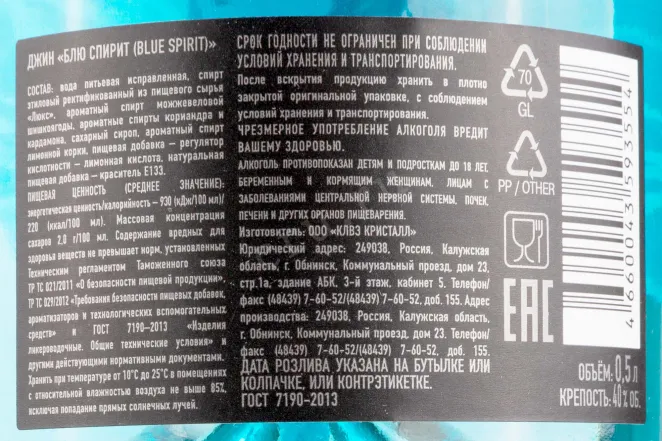 ДЖИН «БЛЮ СПИРИТ (BLUE SPIRIT)»
СОСТАВ: вода питьевая исправленная, спирт
этиловый ректификованный из пищевого сырья
«Люкс», ароматный спирт можжевеловой
шишкоягоды, ароматные спирты кориандра и
кардамона, сахарный сироп, ароматный спирт
лимонной корки, пищевая добавка – регулятор
кислотности – лимонная кислота, натуральная
пищевая добавка – краситель E133.
ПИЩЕВАЯ ЦЕННОСТЬ (СРЕДНЕЕ ЗНАЧЕНИЕ):
энергетическая ценность/калорийность – 930 (кДж/100 мл)/
220 (ккал/100 мл). Массовая концентрация
сахаров 2,0 г/100 мл. Содержание вредных для
здоровья веществ не превышает норм, установленных
Техническим регламентом Таможенного союза
ТР ТС 021/2011 «О безопасности пищевой продукции»,
ТР ТС 029/2012 «Требования безопасности пищевых добавок,
ароматизаторов и технологических вспомогательных
средств» и ГОСТ 7190–2013 «Изделия
ликероводочные. Общие технические условия» и
другими действующими нормативными документами.
Хранить при температуре от 10°С до 25°С в помещениях
с относительной влажностью воздуха не выше 85%,
исключая попадание прямых солнечных лучей.
СРОК ГОДНОСТИ НЕ ОГРАНИЧЕН ПРИ СОБЛЮДЕНИИ
УСЛОВИЙ ХРАНЕНИЯ И ТРАНСПОРТИРОВАНИЯ.
После вскрытия продукцию хранить в плотно
закрытой оригинальной упаковке, с соблюдением
условий хранения и транспортирования.
ЧРЕЗМЕРНОЕ УПОТРЕБЛЕНИЕ АЛКОГОЛЯ ВРЕДИТ
ВАШЕМУ ЗДОРОВЬЮ.
АЛКОГОЛЬ ПРОТИВОПОКАЗАН ДЕТЯМ И ПОДРОСТКАМ ДО 18 ЛЕТ,
БЕРЕМЕННЫМ И КОРМЯЩИМ ЖЕНЩИНАМ, ЛИЦАМ С
ЗАБОЛЕВАНИЯМИ ЦЕНТРАЛЬНОЙ НЕРВНОЙ СИСТЕМЫ, ПОЧЕК,
ПЕЧЕНИ И ДРУГИХ ОРГАНОВ ПИЩЕВАРЕНИЯ.
Изготовитель: ООО «КЛВЗ КРИСТАЛЛ»
Юридический адрес: 249038, Россия, Калужская
область, г. Обнинск, Коммунальный проезд, дом 23,
стр.1а, здание АБК, 3-й этаж, кабинет 5. Телефон/
факс (48439) 7-60-52/(48439) 7-60-52, доб. 155. Адрес
производства: 249038, Россия, Калужская область,
г. Обнинск, Коммунальный проезд, дом 23. Телефон/
факс (48439) 7-60-52/(48439) 7-60-52, доб. 155.
ДАТА РОЗЛИВА УКАЗАНА НА БУТЫЛКЕ ИЛИ
КОЛПАЧКЕ, ИЛИ КОНТРЭТИКЕТКЕ.
ГОСТ 7190-2013
70
GL
PP / OTHER
EAC
4 660043 593554
ОБЪЁМ: 0,5 л
КРЕПОСТЬ: 40% ОБ.